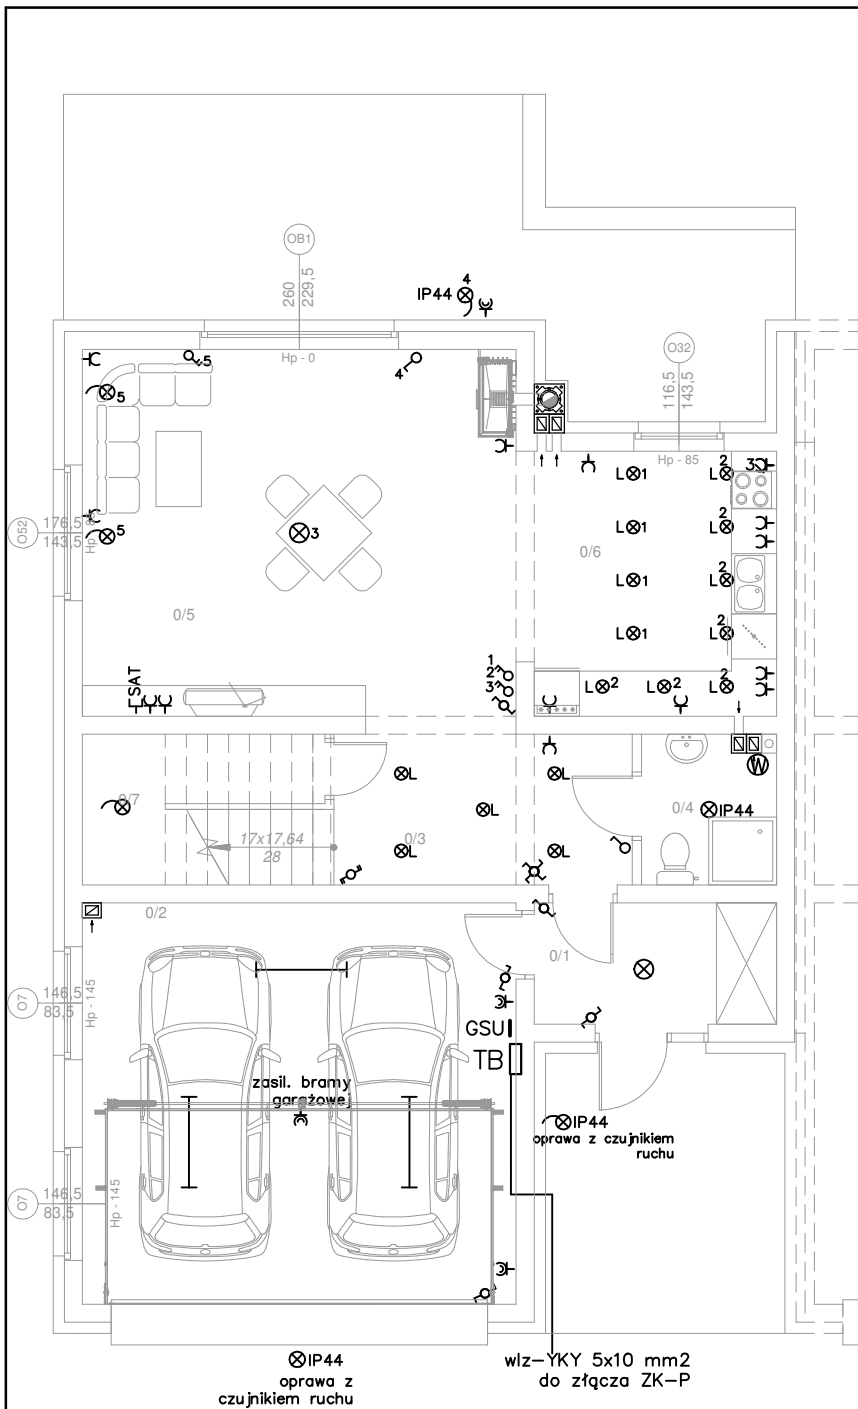 OB1
260
229,5
4
IP44
O32
116,5
143,5
Hp - 0
5
4
5
Hp - 85
2
3
L 1
L
2
L 1
L
O52
176,5
143,5
3
5
0/6
2
L 1
L
0/5
2
L 1
L
1
2
3
SAT
2
L 2
L 2
L
L
L
W
0/7
L
0/4
IP44
17x17,64
28
0/3
L
L
0/2
0/1
O7
146,5
83,5
Hp - 145
GSU
TB
zasil. bramy
garażowej
IP44
oprawa z czujnikiem
ruchu
O7
146,5
83,5
Hp - 145
IP44
oprawa z
czujnikiem ruchu
wlz-YKY 5x10 mm2
do złącza ZK-P